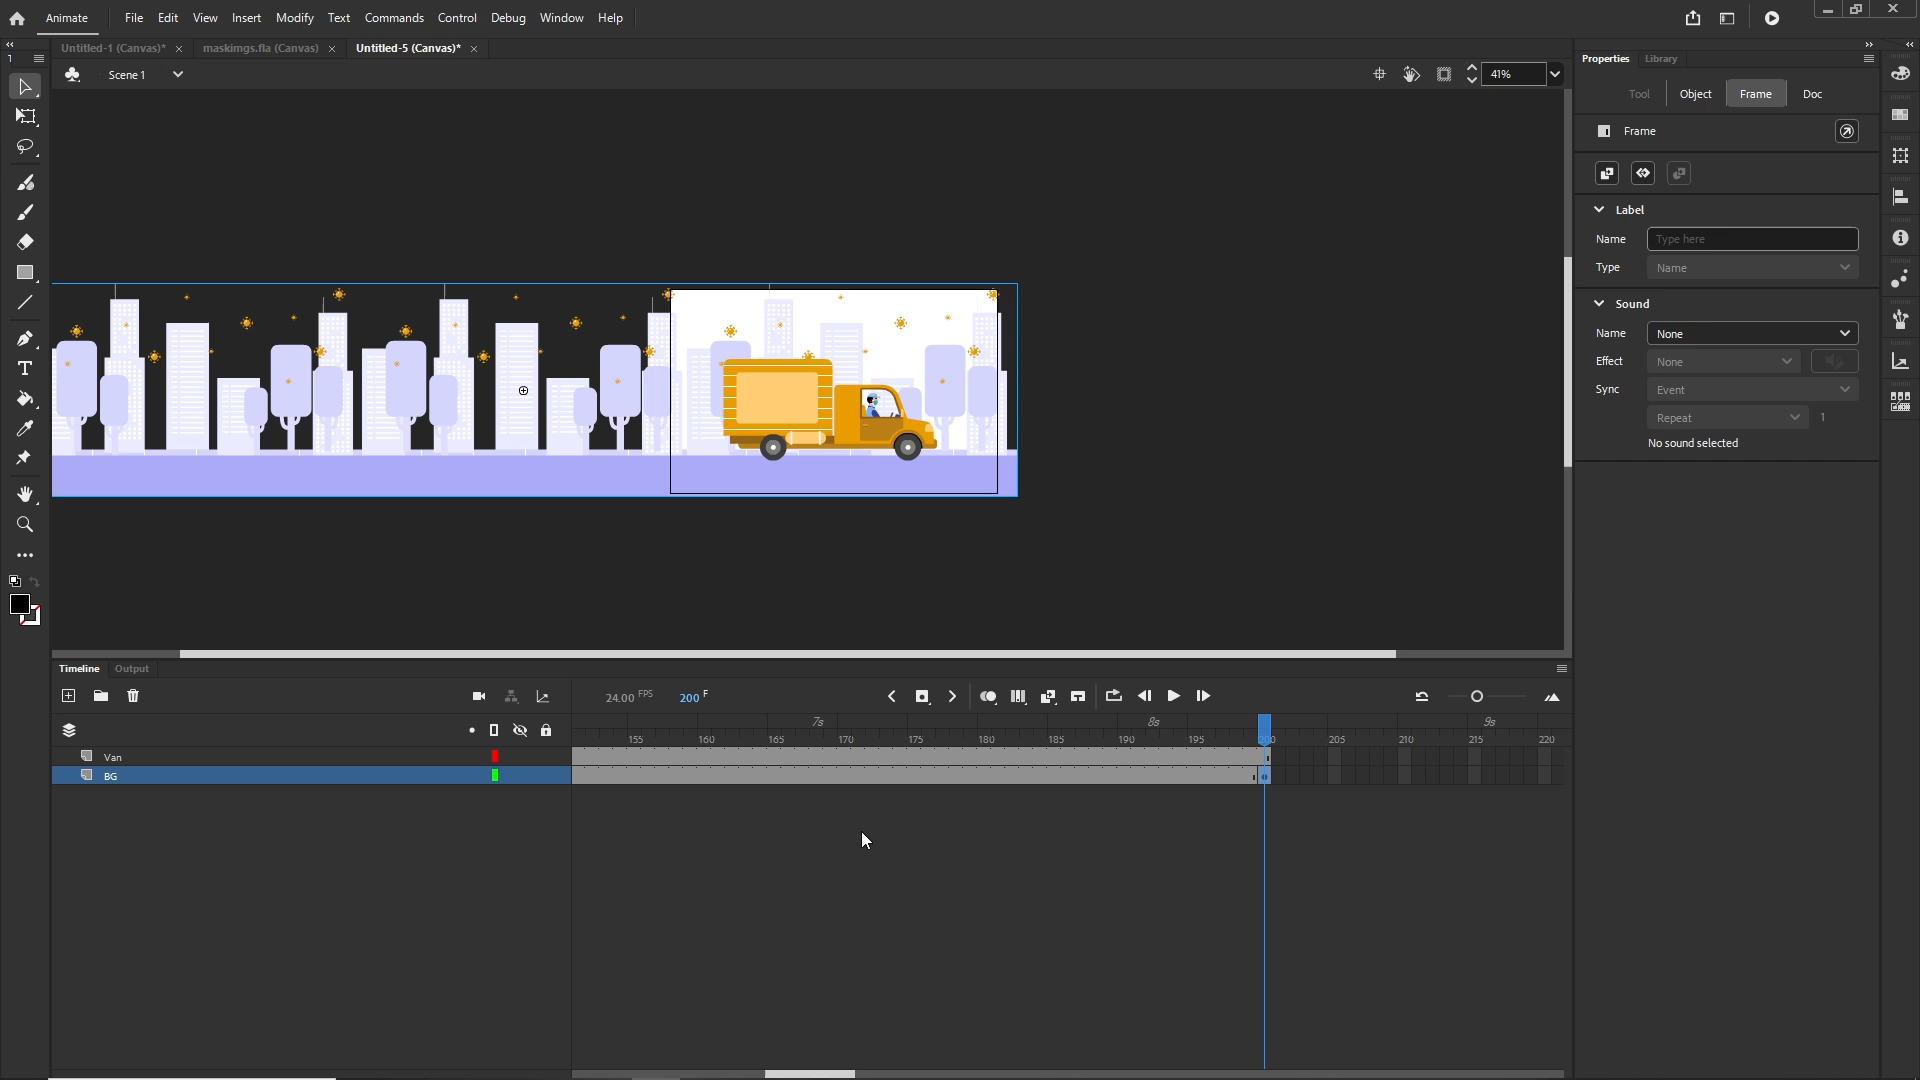 Animate File Edit View Insert Modify Text Commands Control Debug Window Help
Untitled-1 (Canvas)* × maskimgs.fla (Canvas) × Untitled-5 (Canvas)* ×
Scene 1
41%
Properties Library
Tool Object Frame Doc
Frame
Label
Name Type here
Type Name
Sound
Name None
Effect None
Sync Event
Repeat 1
No sound selected
Timeline Output
24.00 FPS 200 F
7s 8s 9s
155 160 165 170 175 180 185 190 195 200 205 210 215 220
Van
BG